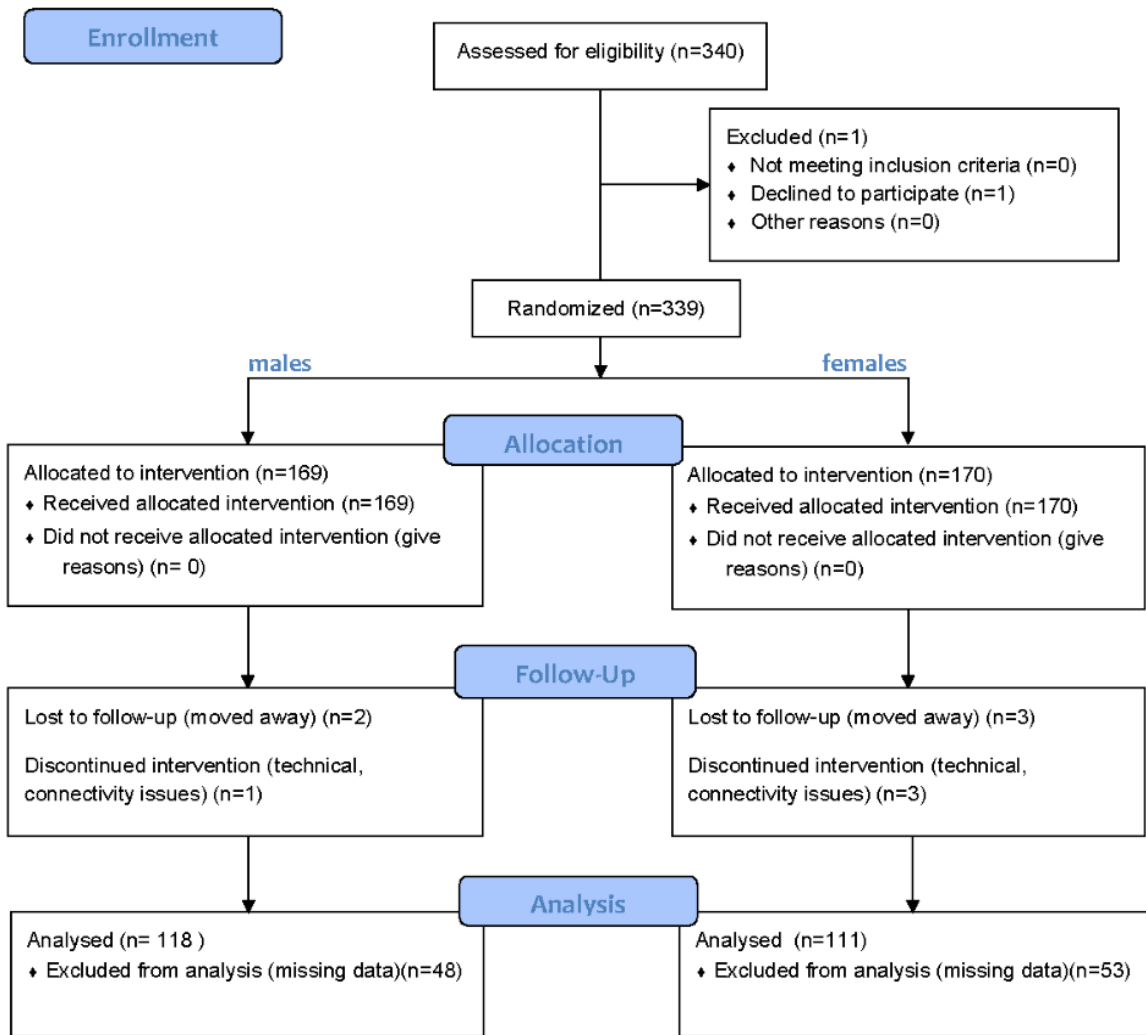 Enrollment
Assessed for eligibility (n=340)
Excluded (n=1)
♦ Not meeting inclusion criteria (n=0)
♦ Declined to participate (n=1)
♦ Other reasons (n=0)
Randomized (n=339)
males
females
Allocation
Allocated to intervention (n=169)
♦ Received allocated intervention (n=169)
♦ Did not receive allocated intervention (give
reasons) (n= 0)
Allocated to intervention (n=170)
♦ Received allocated intervention (n=170)
♦ Did not receive allocated intervention (give
reasons) (n=0)
Follow-Up
Lost to follow-up (moved away) (n=2)
Discontinued intervention (technical,
connectivity issues) (n=1)
Lost to follow-up (moved away) (n=3)
Discontinued intervention (technical,
connectivity issues) (n=3)
Analysis
Analysed (n= 118 )
♦ Excluded from analysis (missing data)(n=48)
Analysed (n=111)
♦ Excluded from analysis (missing data)(n=53)